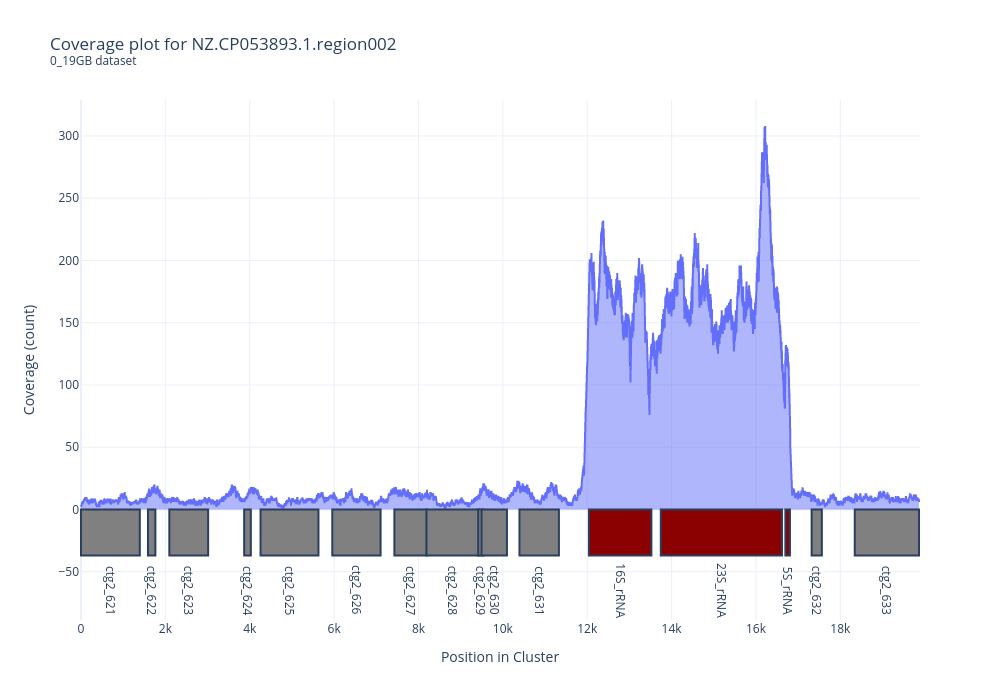 Coverage plot for NZ.CP053893.1.region002
0_19GB dataset
Coverage (count)
300
250
200
150
100
50
0
−50
ctg2_621
ctg2_622
ctg2_623
ctg2_624
ctg2_625
ctg2_626
ctg2_627
ctg2_628
ctg2_629
ctg2_630
ctg2_631
16S_rRNA
23S_rRNA
5S_rRNA
ctg2_632
ctg2_633
0 2k 4k 6k 8k 10k 12k 14k 16k 18k
Position in Cluster